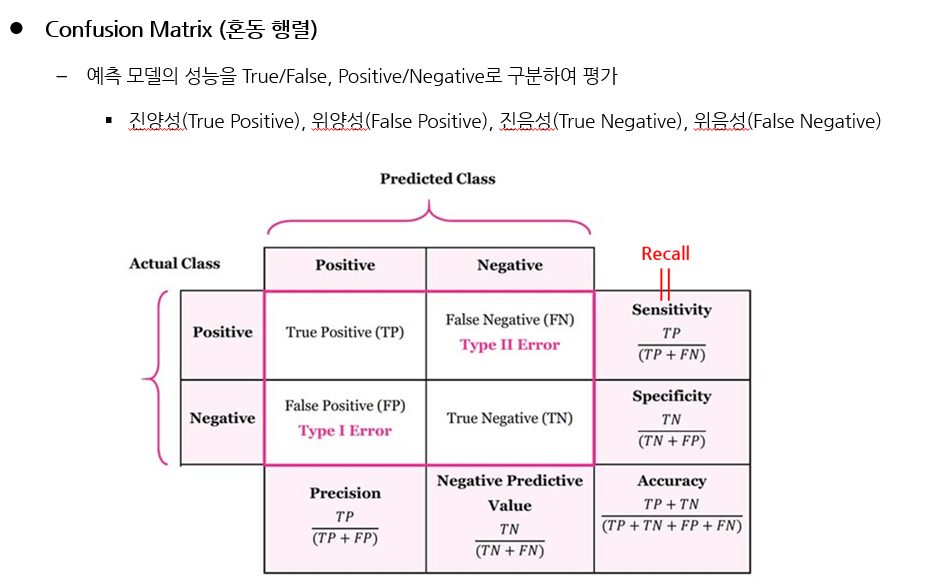 ● Confusion Matrix (혼동 행렬)
– 예측 모델의 성능을 True/False, Positive/Negative로 구분하여 평가
▪ 진양성(True Positive), 위양성(False Positive), 진음성(True Negative), 위음성(False Negative)
Predicted Class
Actual Class
Positive
Negative
Recall
||
Positive
True Positive (TP)
False Negative (FN)
Type II Error
Sensitivity
TP
(TP + FN)
Negative
False Positive (FP)
Type I Error
True Negative (TN)
Specificity
TN
(TN + FP)
Precision
TP
(TP + FP)
Negative Predictive
Value
TN
(TN + FN)
Accuracy
TP + TN
(TP + TN + FP + FN)